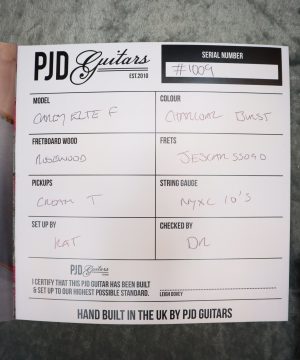 PJD Guitars
EST.2010
SERIAL NUMBER
#1009
MODEL
CAREY ELITE F
COLOUR
CHARCOAL BURST
FRETBOARD WOOD
ROSEWOOD
FRETS
JESCAR 55090
PICKUPS
CREAM T
STRING GAUGE
NYXL 10'S
SET UP BY
KAT
CHECKED BY
PJD Guitars
I CERTIFY THAT THIS PJD GUITAR HAS BEEN BUILT
& SET UP TO OUR HIGHEST POSSIBLE STANDARD.
LEIGH DOVEY
HAND BUILT IN THE UK BY PJD GUITARS